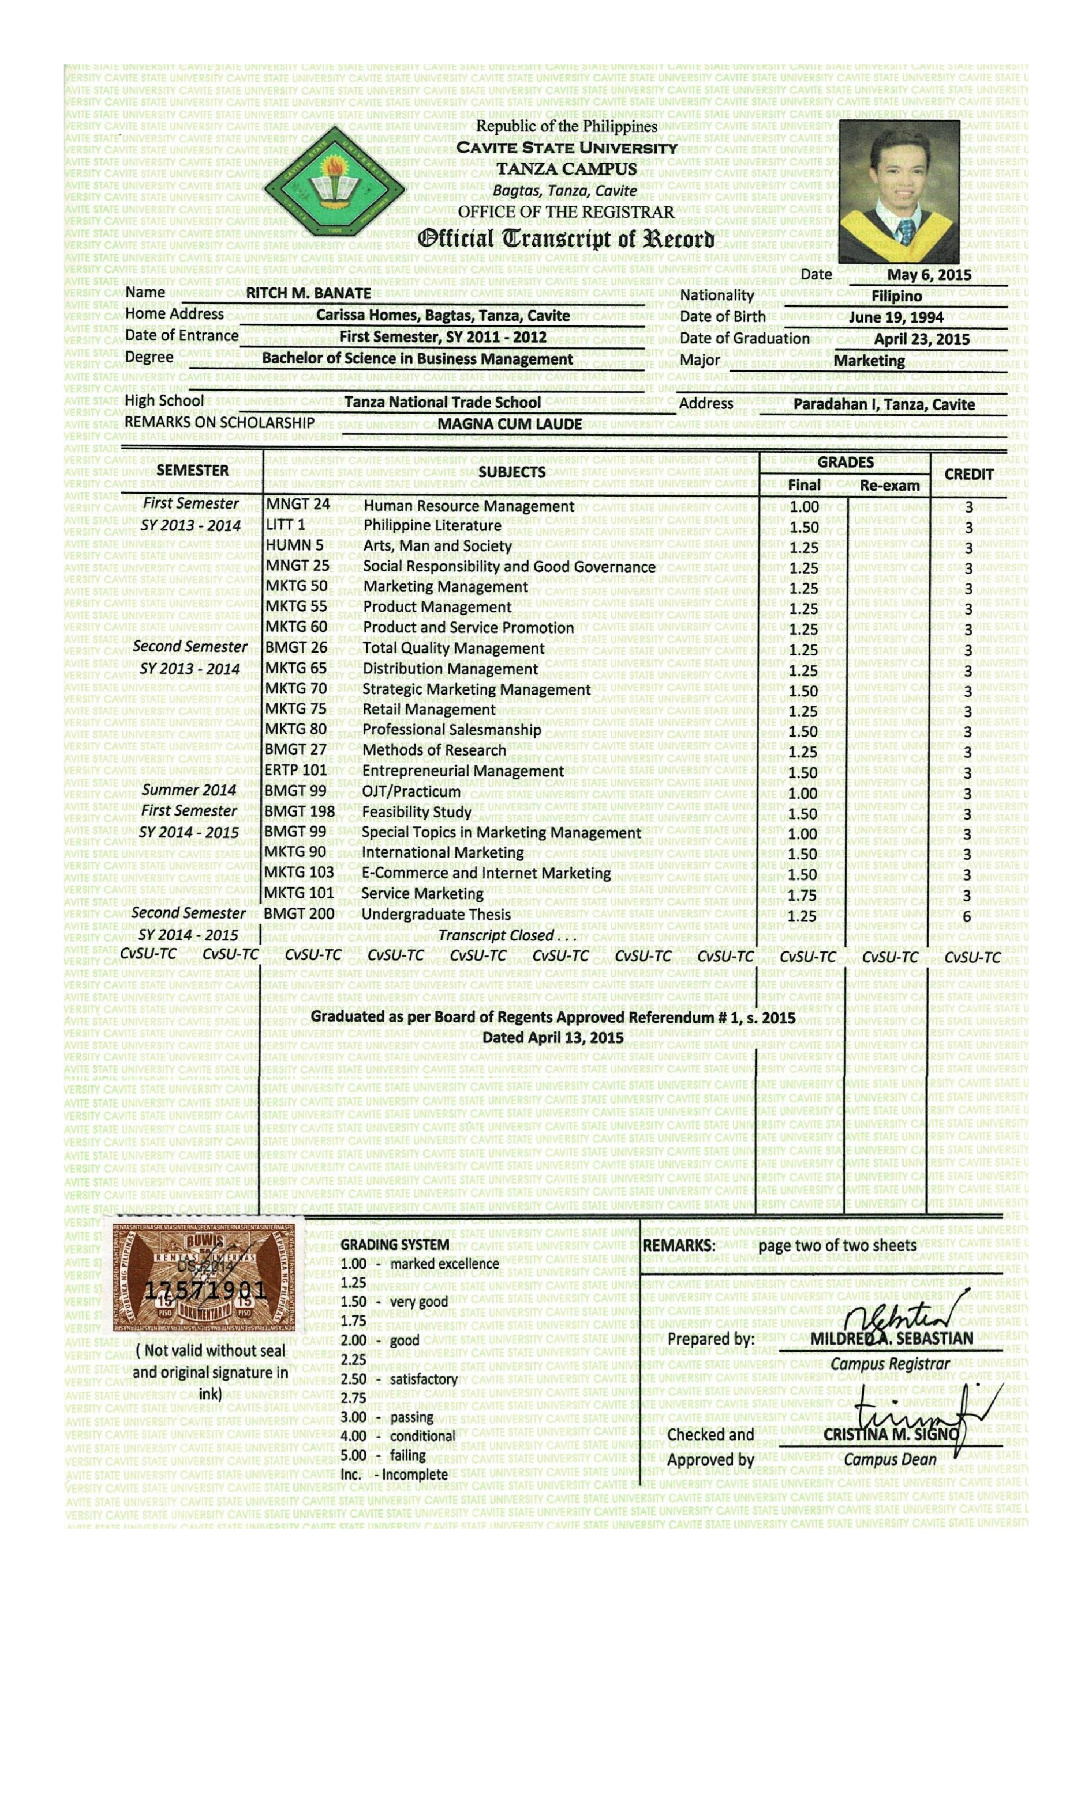 Republic of the Philippines
CAVITE STATE UNIVERSITY
TANZA CAMPUS
Bagtas, Tanza, Cavite
OFFICE OF THE REGISTRAR
Official Transcript of Record
Date May 6, 2015
Name RITCH M. BANATE Nationality Filipino
Home Address Carissa Homes, Bagtas, Tanza, Cavite Date of Birth June 19, 1994
Date of Entrance First Semester, SY 2011 - 2012 Date of Graduation April 23, 2015
Degree Bachelor of Science in Business Management Major Marketing
High School Tanza National Trade School Address Paradahan I, Tanza, Cavite
REMARKS ON SCHOLARSHIP MAGNA CUM LAUDE
SEMESTER SUBJECTS GRADES CREDIT
Final Re-exam
First Semester MNGT 24 Human Resource Management 1.00 3
SY 2013 - 2014 LITT 1 Philippine Literature 1.50 3
HUMN 5 Arts, Man and Society 1.25 3
MNGT 25 Social Responsibility and Good Governance 1.25 3
MKTG 50 Marketing Management 1.25 3
MKTG 55 Product Management 1.25 3
MKTG 60 Product and Service Promotion 1.25 3
Second Semester BMGT 26 Total Quality Management 1.25 3
SY 2013 - 2014 MKTG 65 Distribution Management 1.25 3
MKTG 70 Strategic Marketing Management 1.50 3
MKTG 75 Retail Management 1.25 3
MKTG 80 Professional Salesmanship 1.50 3
BMGT 27 Methods of Research 1.25 3
ERTP 101 Entrepreneurial Management 1.50 3
Summer 2014 BMGT 99 OJT/Practicum 1.00 3
First Semester BMGT 198 Feasibility Study 1.50 3
SY 2014 - 2015 BMGT 99 Special Topics in Marketing Management 1.00 3
MKTG 90 International Marketing 1.50 3
MKTG 103 E-Commerce and Internet Marketing 1.50 3
MKTG 101 Service Marketing 1.75 3
Second Semester BMGT 200 Undergraduate Thesis 1.25 6
SY 2014 - 2015 Transcript Closed . . .
CvSU-TC CvSU-TC CvSU-TC CvSU-TC CvSU-TC CvSU-TC CvSU-TC CvSU-TC CvSU-TC CvSU-TC CvSU-TC
Graduated as per Board of Regents Approved Referendum # 1, s. 2015
Dated April 13, 2015
BUWIS
RENTAS INTERNAS
17571901
15 15
PISO PISO
( Not valid without seal
and original signature in
ink)
GRADING SYSTEM
1.00 - marked excellence
1.25
1.50 - very good
1.75
2.00 - good
2.25
2.50 - satisfactory
2.75
3.00 - passing
4.00 - conditional
5.00 - failing
Inc. - Incomplete
REMARKS: page two of two sheets
Prepared by: MILDRED A. SEBASTIAN
Campus Registrar
Checked and CRISTINA M. SIGNO
Approved by Campus Dean